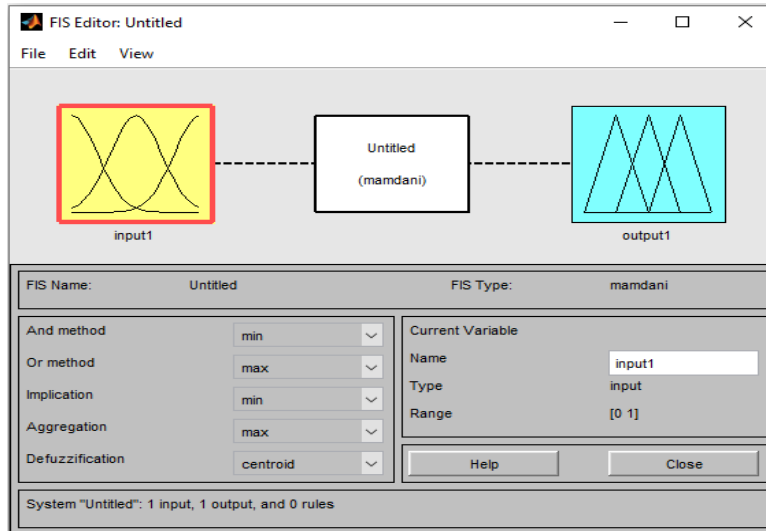 FIS Editor: Untitled
File Edit View
Untitled
(mamdani)
input1
output1
FIS Name: Untitled FIS Type: mamdani
And method min
Or method max
Implication min
Aggregation max
Defuzzification centroid
Current Variable
Name input1
Type input
Range [0 1]
Help Close
System "Untitled": 1 input, 1 output, and 0 rules